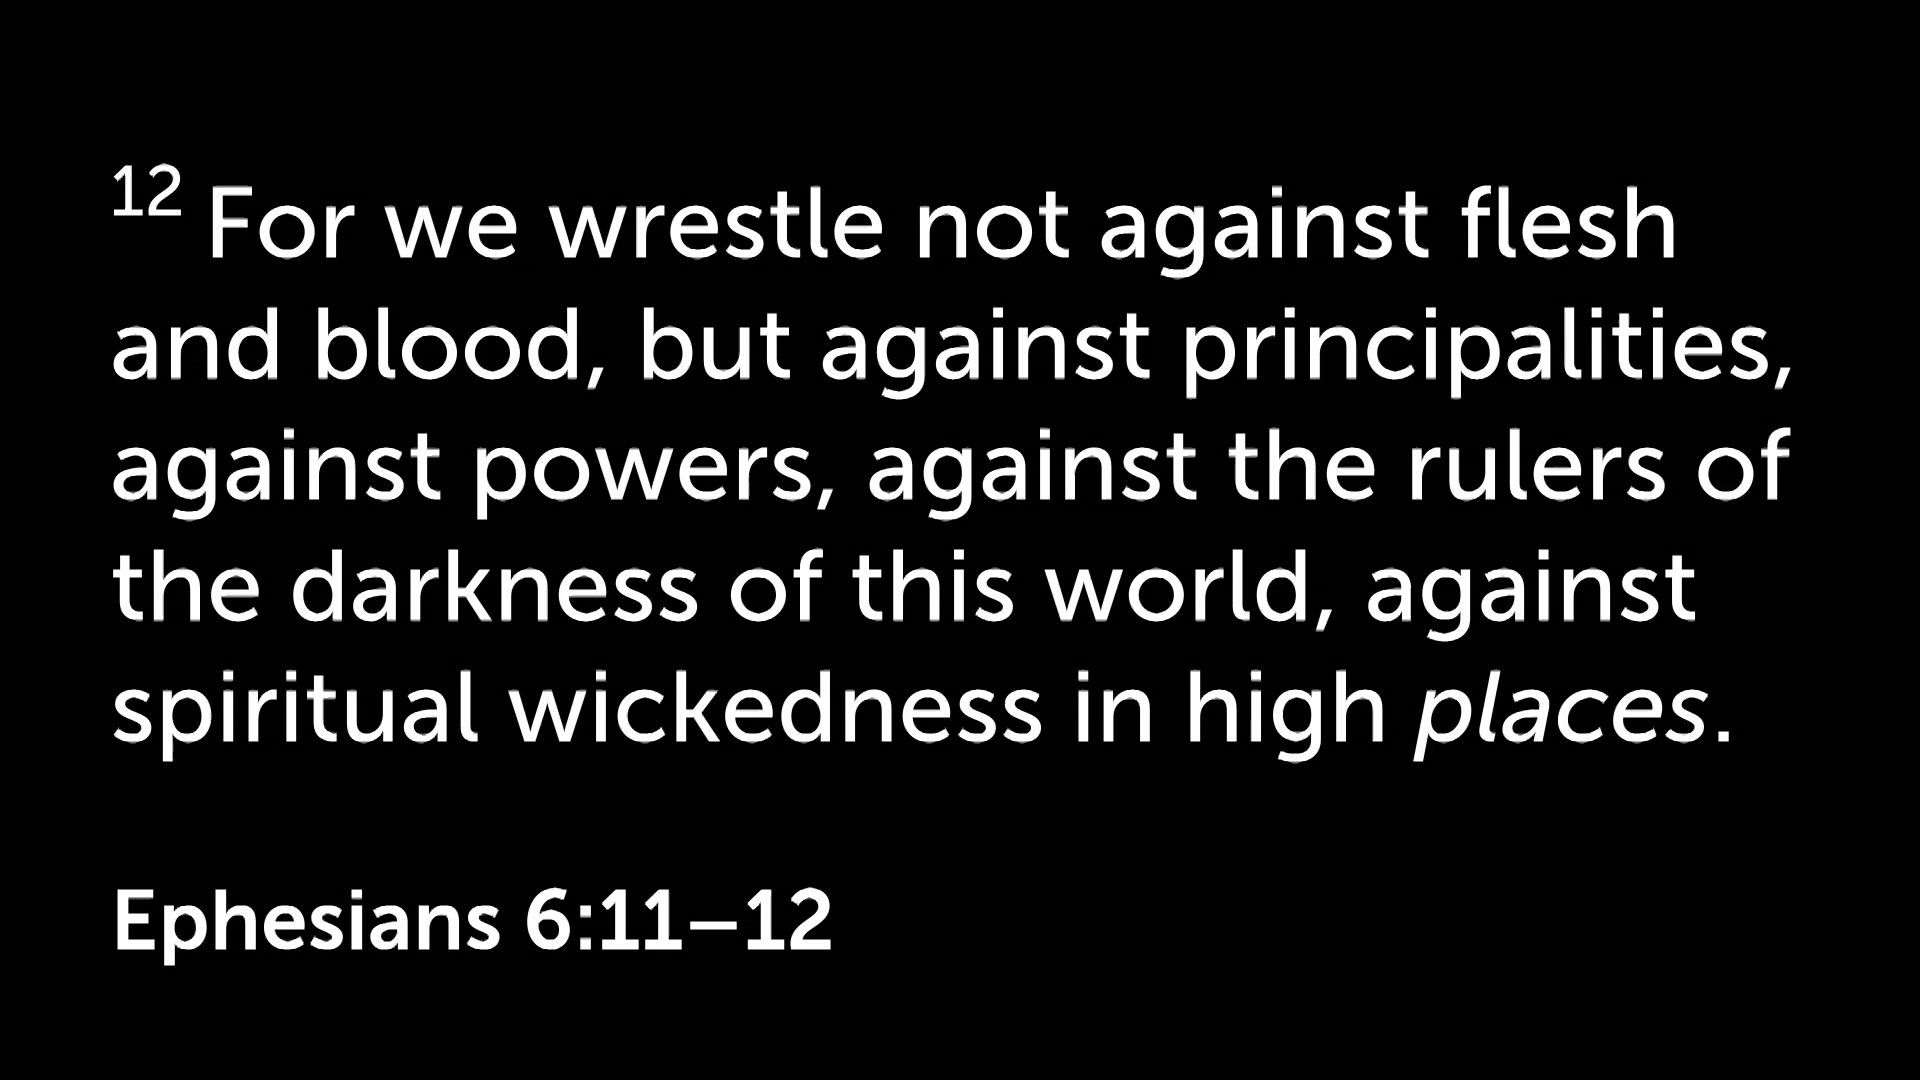 12 For we wrestle not against flesh
and blood, but against principalities,
against powers, against the rulers of
the darkness of this world, against
spiritual wickedness in high places.
Ephesians 6:11–12